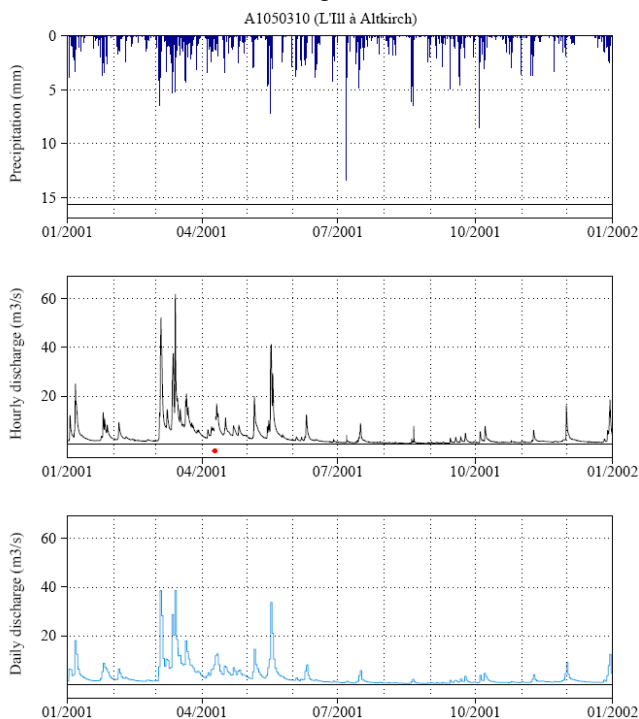 A1050310 (L'Ill à Altkirch)
Precipitation (mm)
0
5
10
15
01/2001 04/2001 07/2001 10/2001 01/2002
Hourly discharge (m3/s)
60
40
20
01/2001 04/2001 07/2001 10/2001 01/2002
Daily discharge (m3/s)
60
40
20
01/2001 04/2001 07/2001 10/2001 01/2002